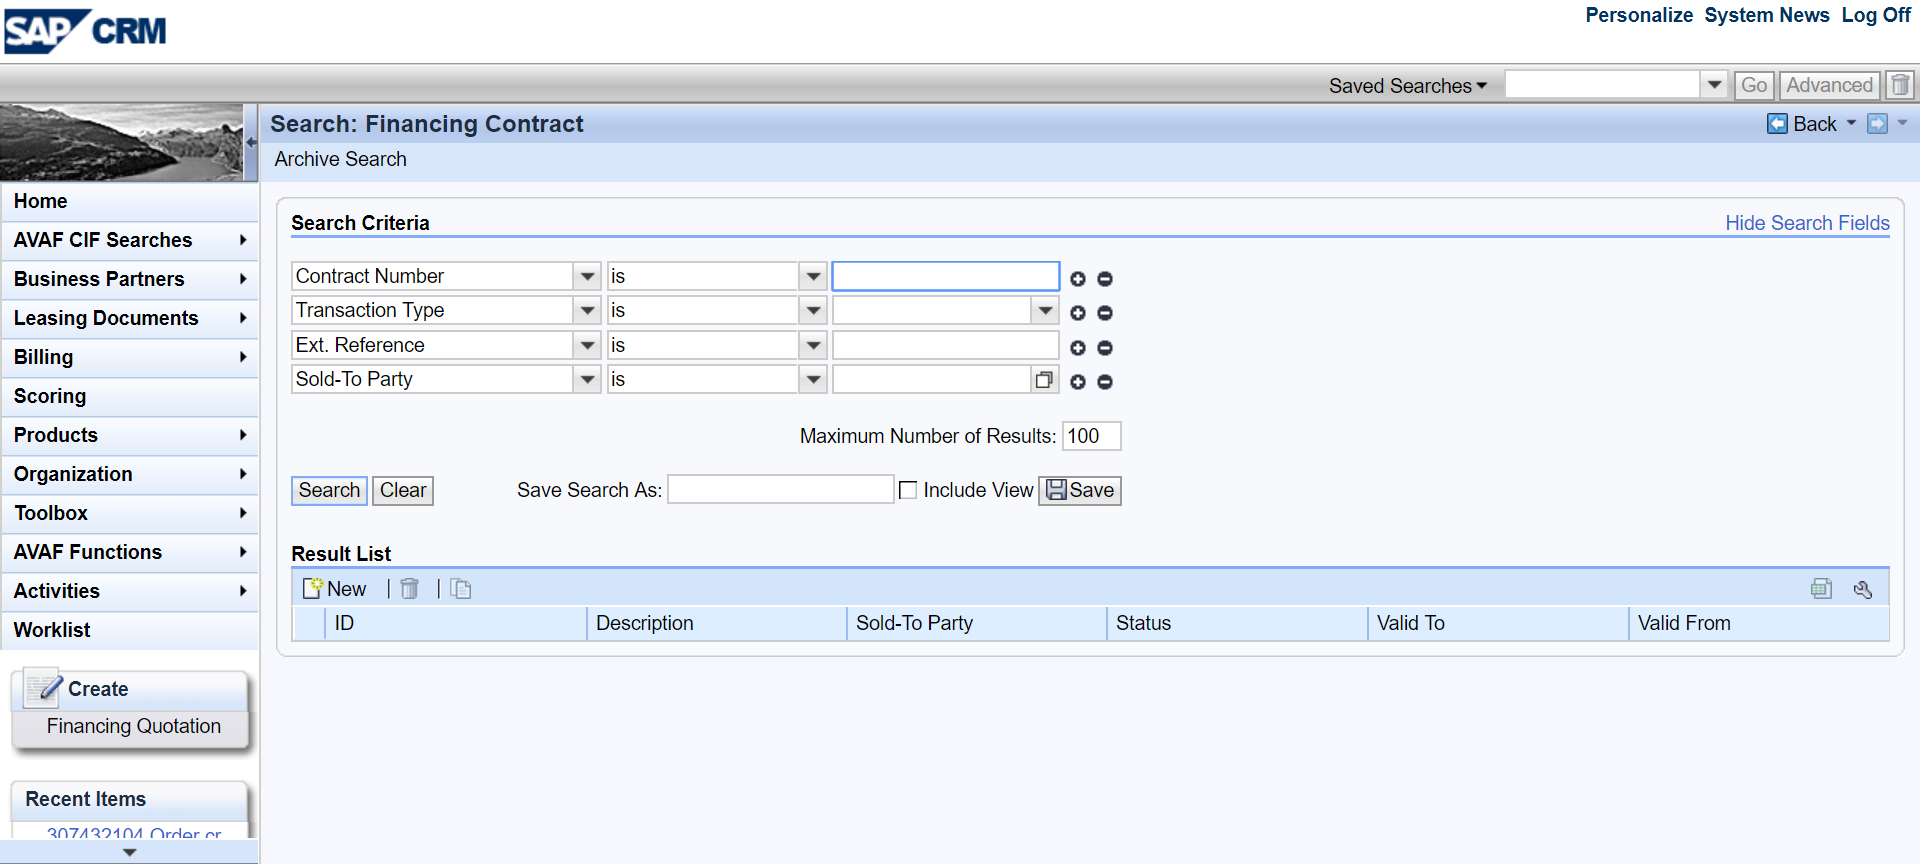 SAP CRM
Personalize System News Log Off
Saved Searches Go Advanced
Search: Financing Contract
Back
Archive Search
Home
AVAF CIF Searches
Business Partners
Leasing Documents
Billing
Scoring
Products
Organization
Toolbox
AVAF Functions
Activities
Worklist
Create
Financing Quotation
Recent Items
307432104 Order cr
Search Criteria
Hide Search Fields
Contract Number is
Transaction Type is
Ext. Reference is
Sold-To Party is
Maximum Number of Results: 100
Search Clear Save Search As: Include View Save
Result List
New
ID Description Sold-To Party Status Valid To Valid From